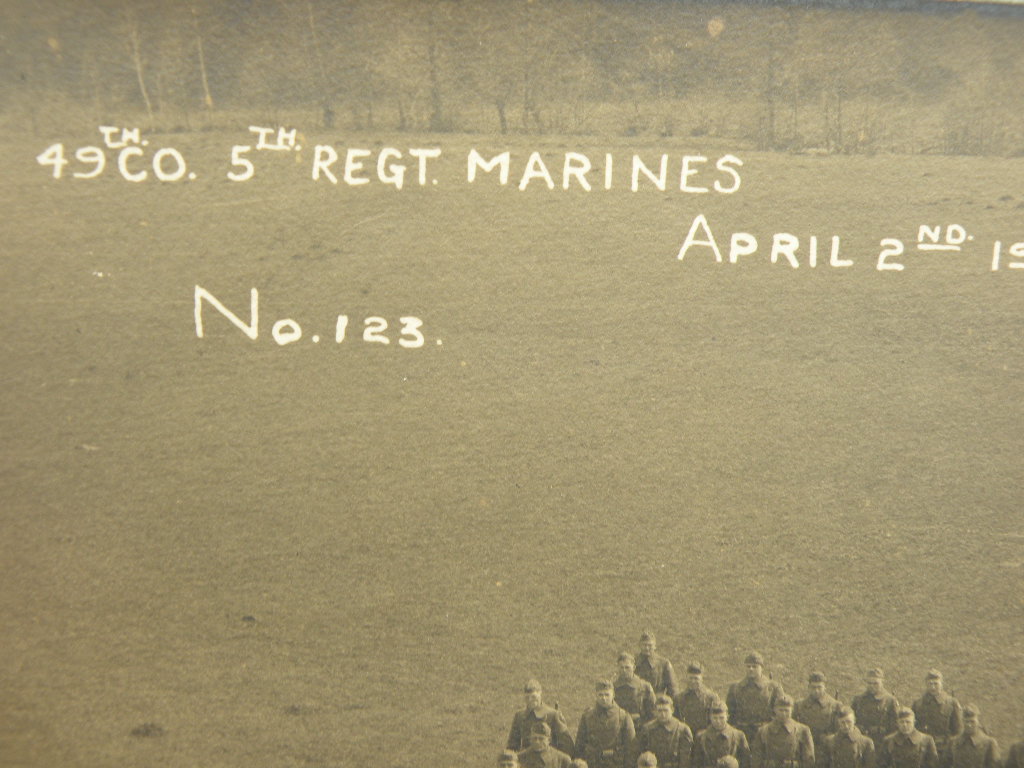 49TH. CO. 5TH. REGT. MARINES
APRIL 2ND.
No. 123.